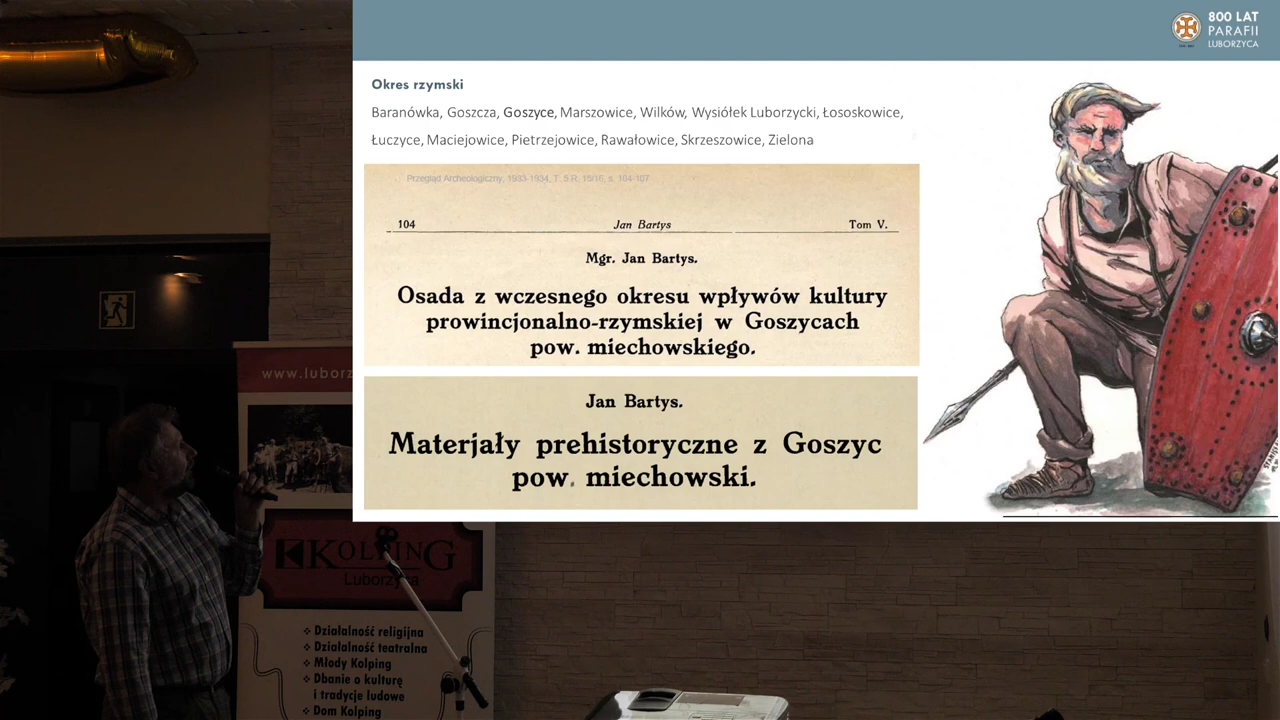 800 LAT
PARAFII
LUBORZYCA
Okres rzymski
Baranówka, Goszcza, Goszyce, Marszowice, Wilków, Wysiółek Luborzycki, Łososkowice,
Łuczyce, Maciejowice, Pietrzejowice, Rawałowice, Skrzeszowice, Zielona
Przegląd Archeologiczny, 1933-1934, T. 5 R. 15/16, s. 104-107
104 Jan Bartys Tom V.
Mgr. Jan Bartys.
Osada z wczesnego okresu wpływów kultury
prowincjonalno-rzymskiej w Goszycach
pow. miechowskiego.
Jan Bartys.
Materjały prehistoryczne z Goszyc
pow. miechowski.
www.luborz
KOLPING
Luborzyca
Działalność religijna
Działalność teatralna
Młody Kolping
Dbanie o kulturę
i tradycje ludowe
Dom Kolping